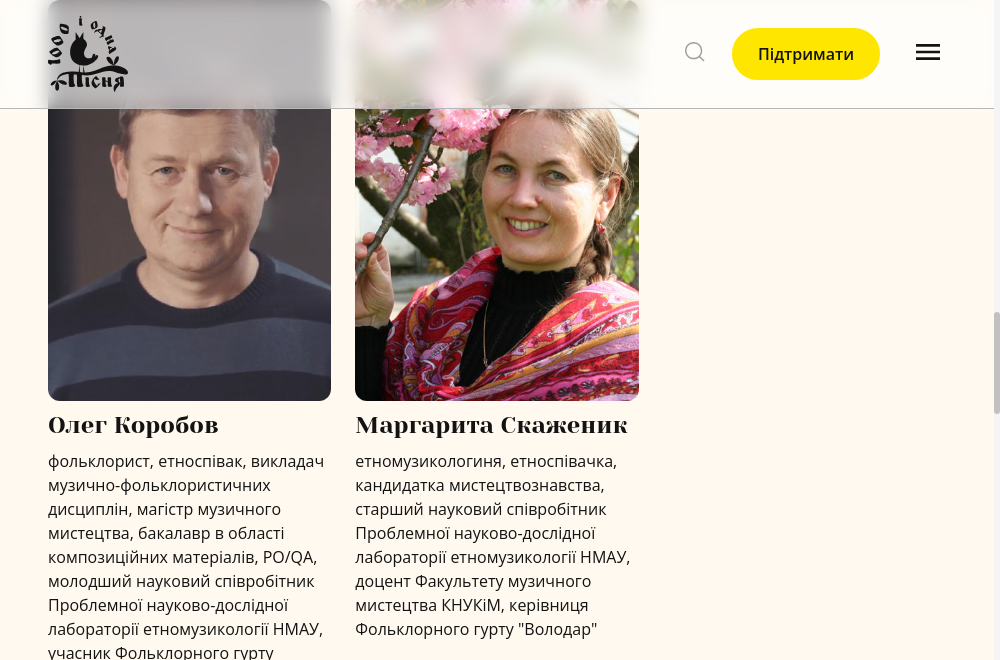 1000 і одна
Пісня
Підтримати
Олег Коробов
фольклорист, етноспівак, викладач
музично-фольклористичних
дисциплін, магістр музичного
мистецтва, бакалавр в області
композиційних матеріалів, PO/QA,
молодший науковий співробітник
Проблемної науково-дослідної
лабораторії етномузикології НМАУ,
учасник Фольклорного гурту
Маргарита Скаженик
етномузикологиня, етноспівачка,
кандидатка мистецтвознавства,
старший науковий співробітник
Проблемної науково-дослідної
лабораторії етномузикології НМАУ,
доцент Факультету музичного
мистецтва КНУКіМ, керівниця
Фольклорного гурту "Володар"